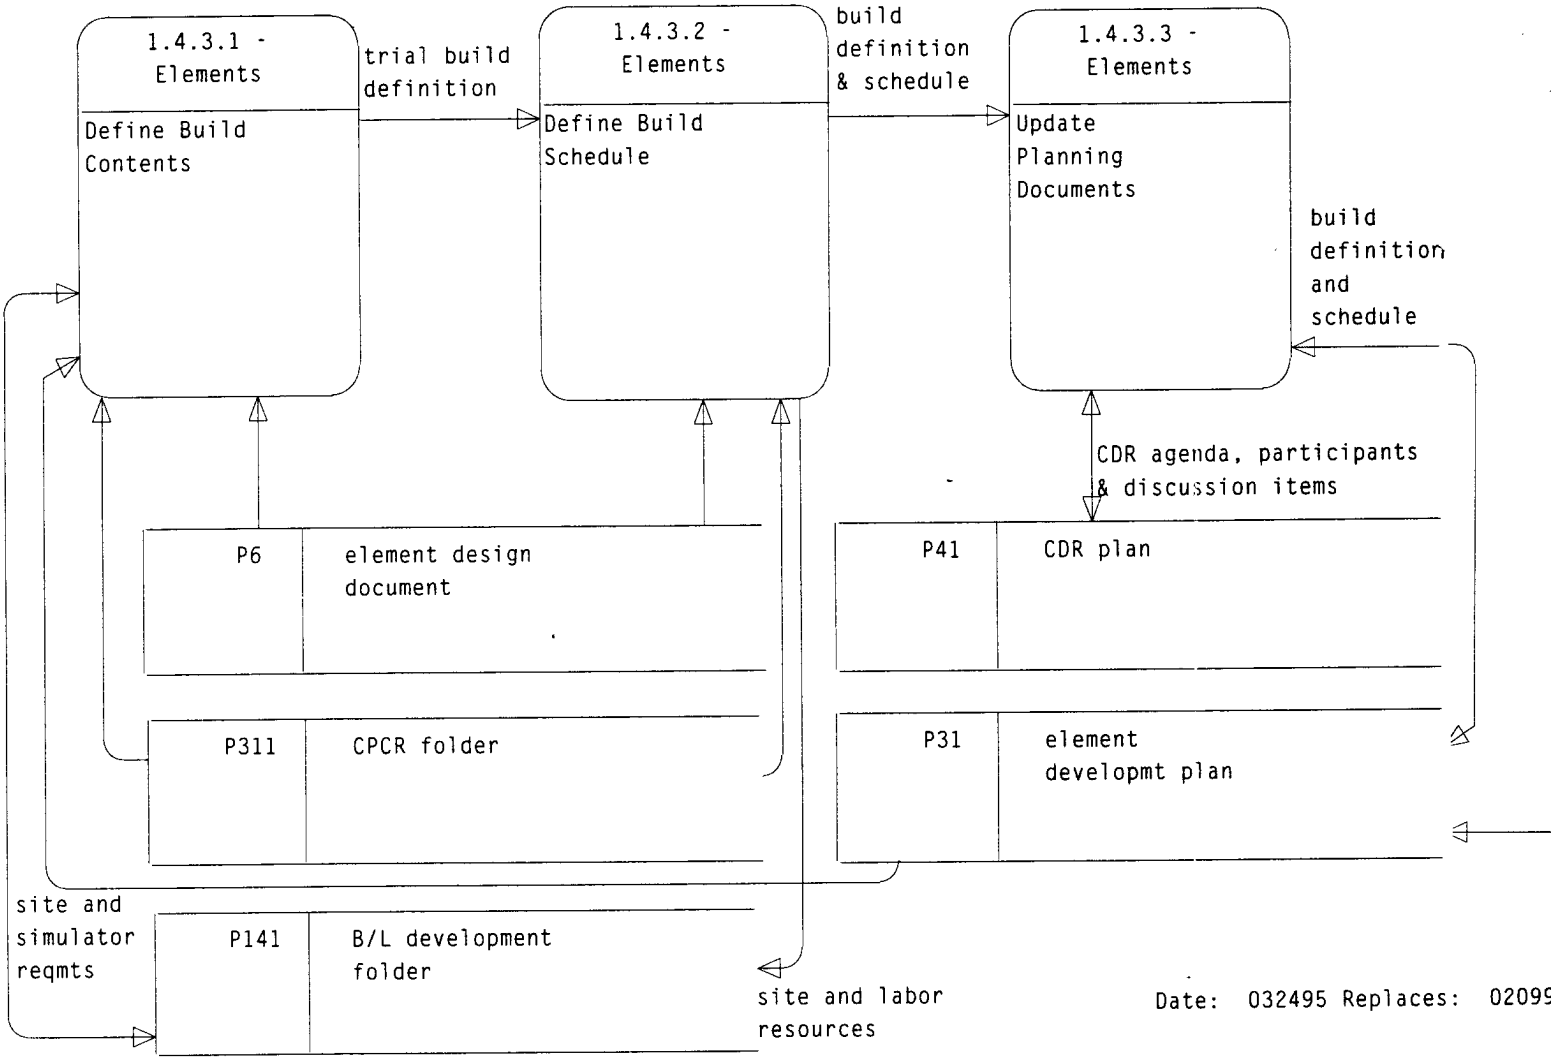 1.4.3.1 -
Elements
Define Build
Contents
trial build
definition
1.4.3.2 -
Elements
Define Build
Schedule
build
definition
& schedule
1.4.3.3 -
Elements
Update
Planning
Documents
build
definition
and
schedule
CDR agenda, participants
& discussion items
P6 element design
document
P41 CDR plan
P311 CPCR folder
P31 element
developmt plan
site and
simulator
reqmts
P141 B/L development
folder
site and labor
resources
Date: 032495 Replaces: 02099